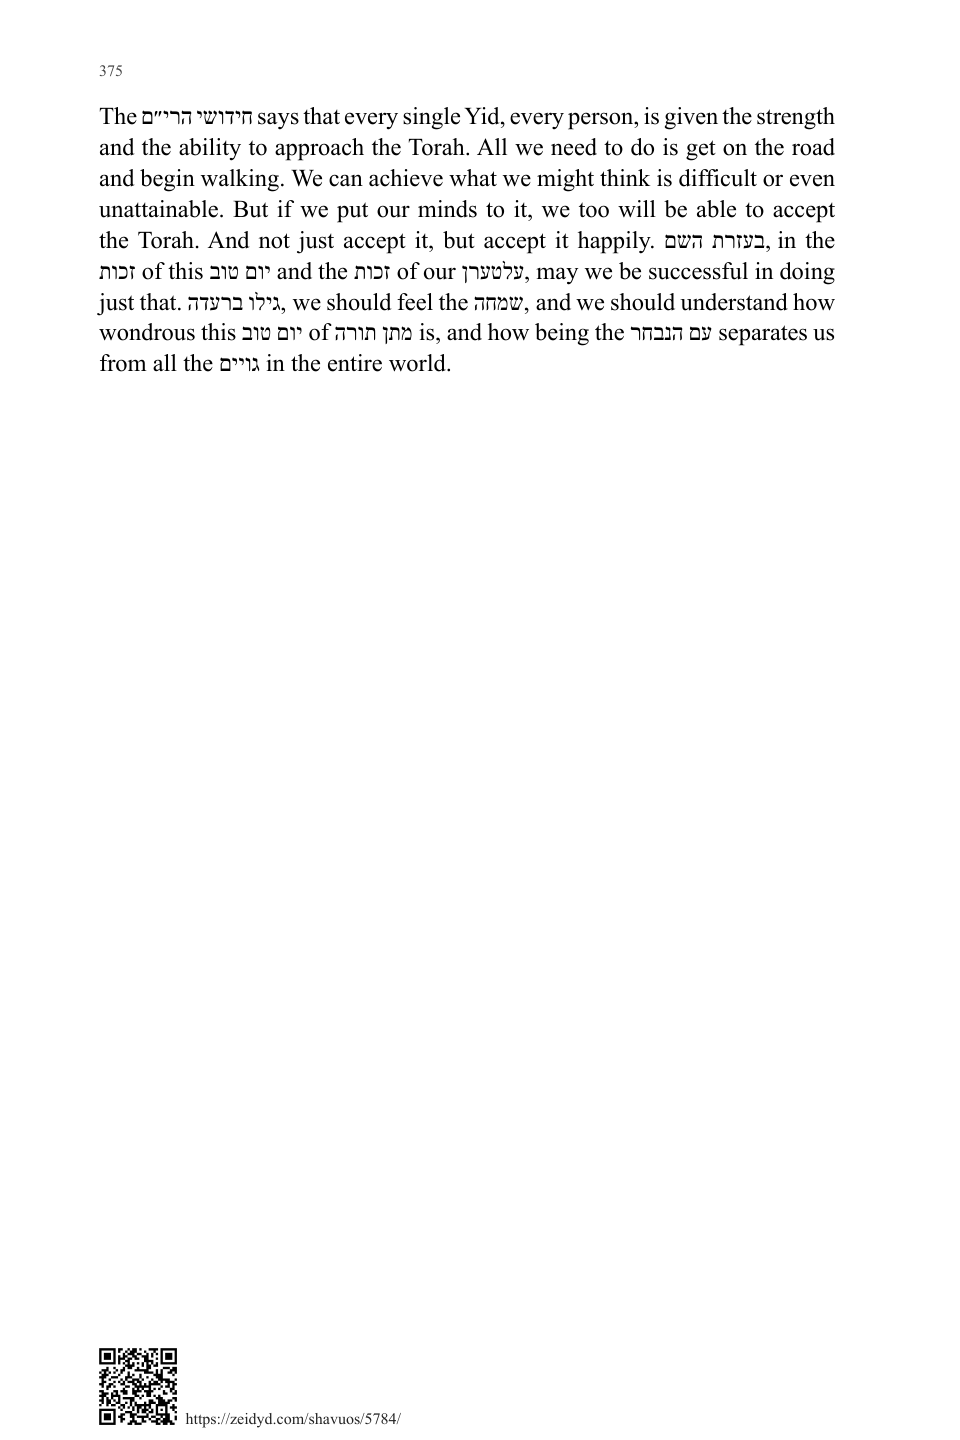 375
The חידושי הרי״ם says that every single Yid, every person, is given the strength
and the ability to approach the Torah. All we need to do is get on the road
and begin walking. We can achieve what we might think is difficult or even
unattainable. But if we put our minds to it, we too will be able to accept
the Torah. And not just accept it, but accept it happily. בעזרת השם, in the
זכות of this יום טוב and the זכות of our עלטערן, may we be successful in doing
just that. גילו ברעדה, we should feel the שמחה, and we should understand how
wondrous this יום טוב of מתן תורה is, and how being the עם הנבחר separates us
from all the גויים in the entire world.
https://zeidyd.com/shavuos/5784/